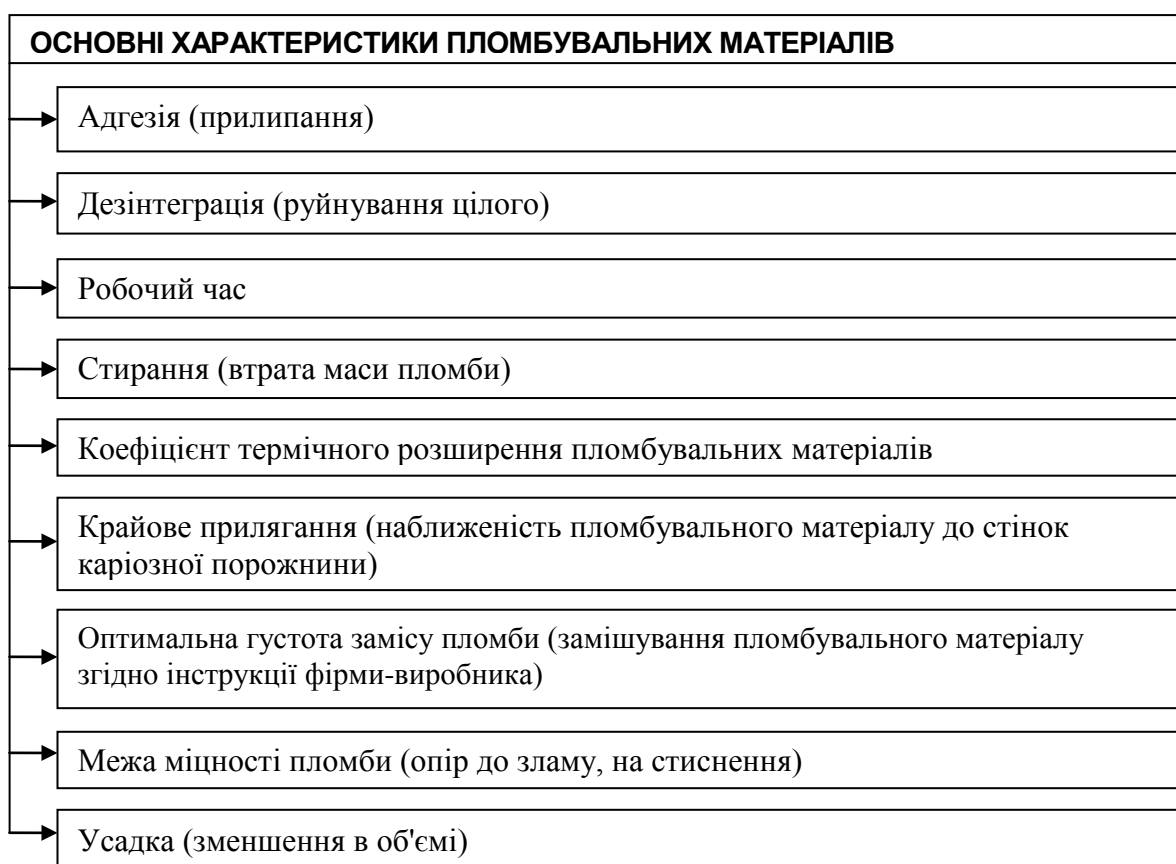 ОСНОВНІ ХАРАКТЕРИСТИКИ ПЛОМБУВАЛЬНИХ МАТЕРІАЛІВ
Адгезія (прилипання)
Дезінтеграція (руйнування цілого)
Робочий час
Стирання (втрата маси пломби)
Коефіцієнт термічного розширення пломбувальних матеріалів
Крайове прилягання (наближеність пломбувального матеріалу до стінок
каріозної порожнини)
Оптимальна густота замісу пломби (замішування пломбувального матеріалу
згідно інструкції фірми-виробника)
Межа міцності пломби (опір до зламу, на стиснення)
Усадка (зменшення в об'ємі)